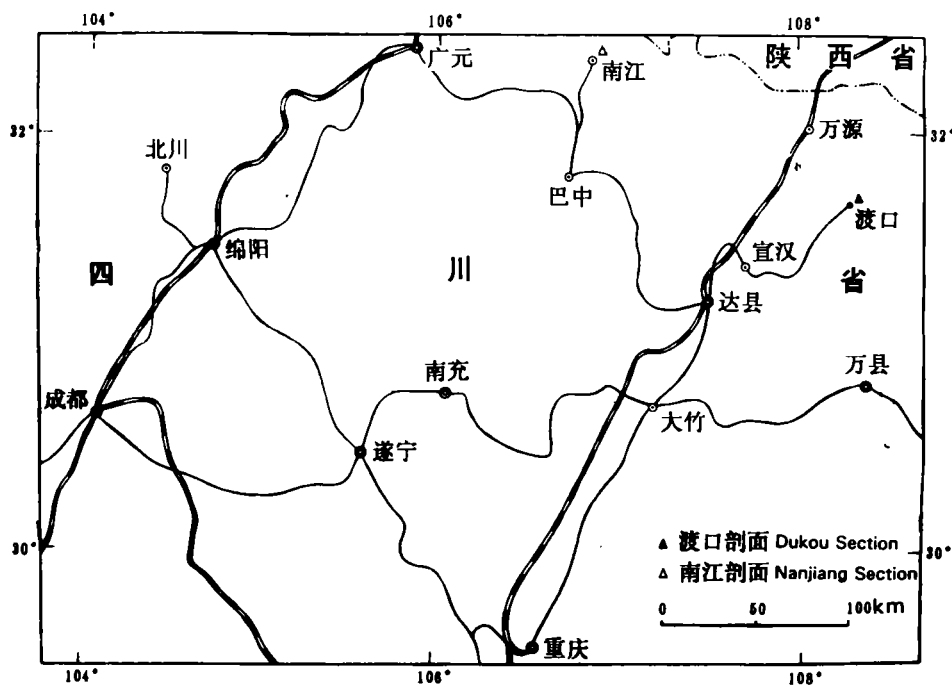 104° 106° 108°
广元
南江
陕西省
32° 32°
万源
北川
巴中
渡口
绵阳
宣汉
四川省
达县
万县
南充
成都
大竹
遂宁
30° 30°
渡口剖面 Dukou Section
南江剖面 Nanjiang Section
0 50 100km
重庆
104° 106° 108°